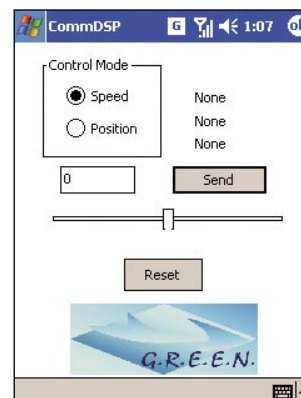 CommDSP G 1:07 ok
Control Mode
Speed
Position
None
None
None
0
Send
Reset
G.R.E.E.N.